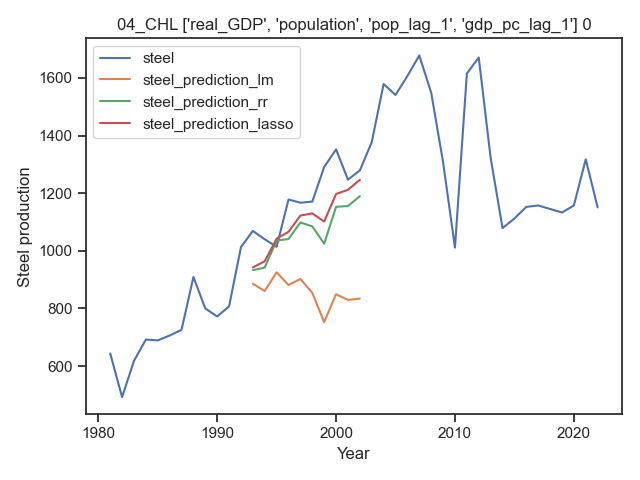 04_CHL ['real_GDP', 'population', 'pop_lag_1', 'gdp_pc_lag_1'] 0
steel
steel_prediction_lm
steel_prediction_rr
steel_prediction_lasso
Steel production
1600
1400
1200
1000
800
600
1980
1990
2000
2010
2020
Year